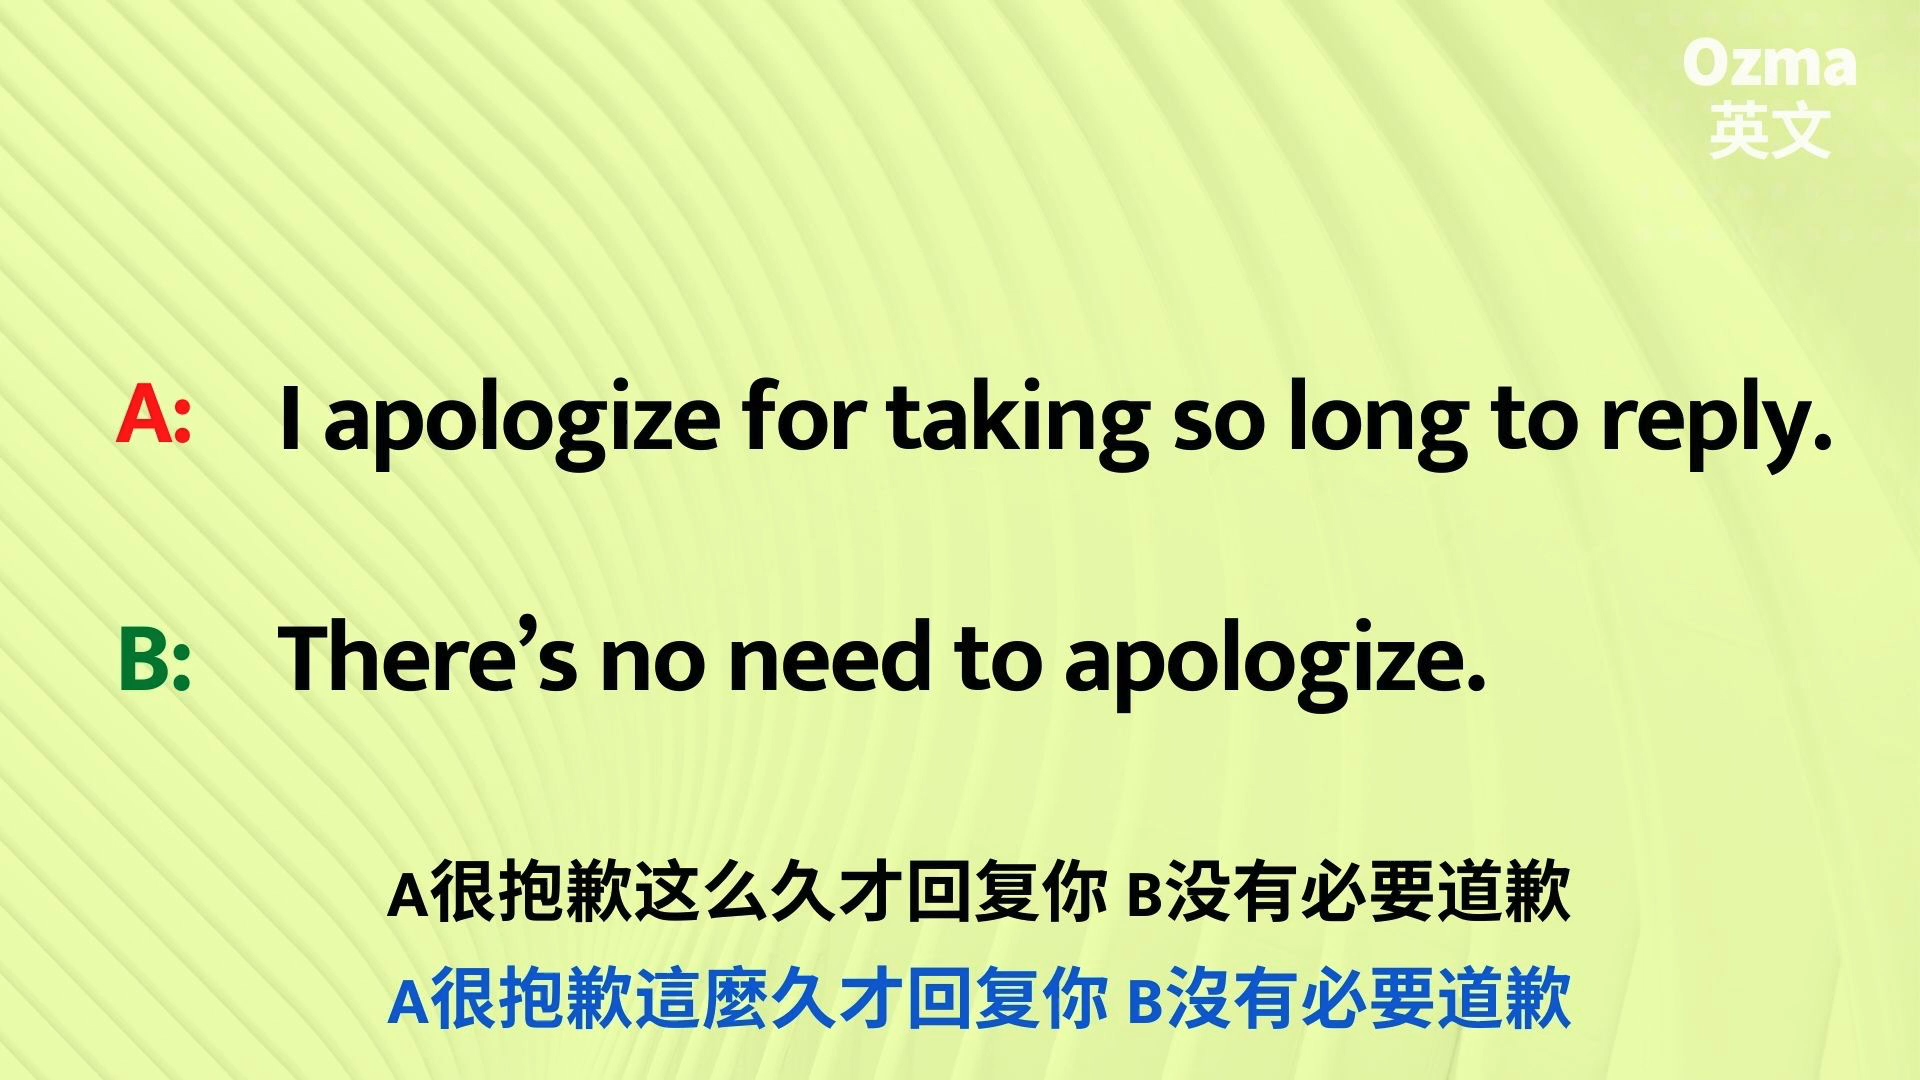 Ozma
英文
A: I apologize for taking so long to reply.
B: There’s no need to apologize.
A很抱歉这么久才回复你 B没有必要道歉
A很抱歉這麼久才回复你 B沒有必要道歉